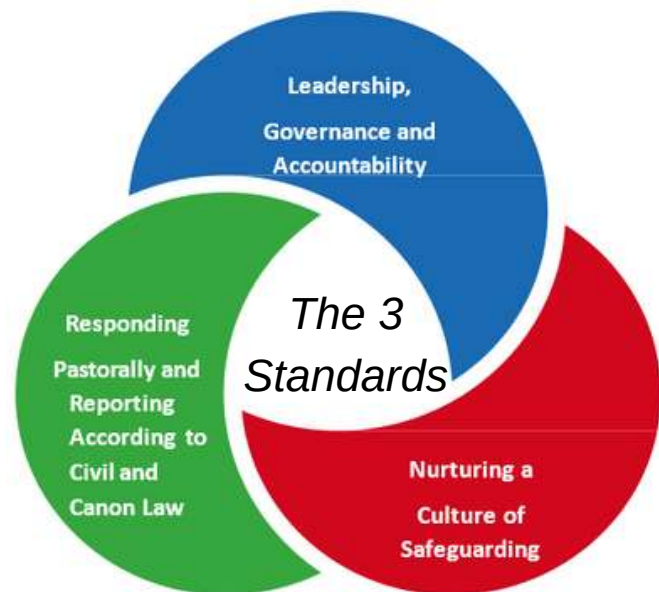 Leadership,
Governance and
Accountability
The 3
Standards
Responding
Pastorally and
Reporting
According to
Civil and
Canon Law
Nurturing a
Culture of
Safeguarding